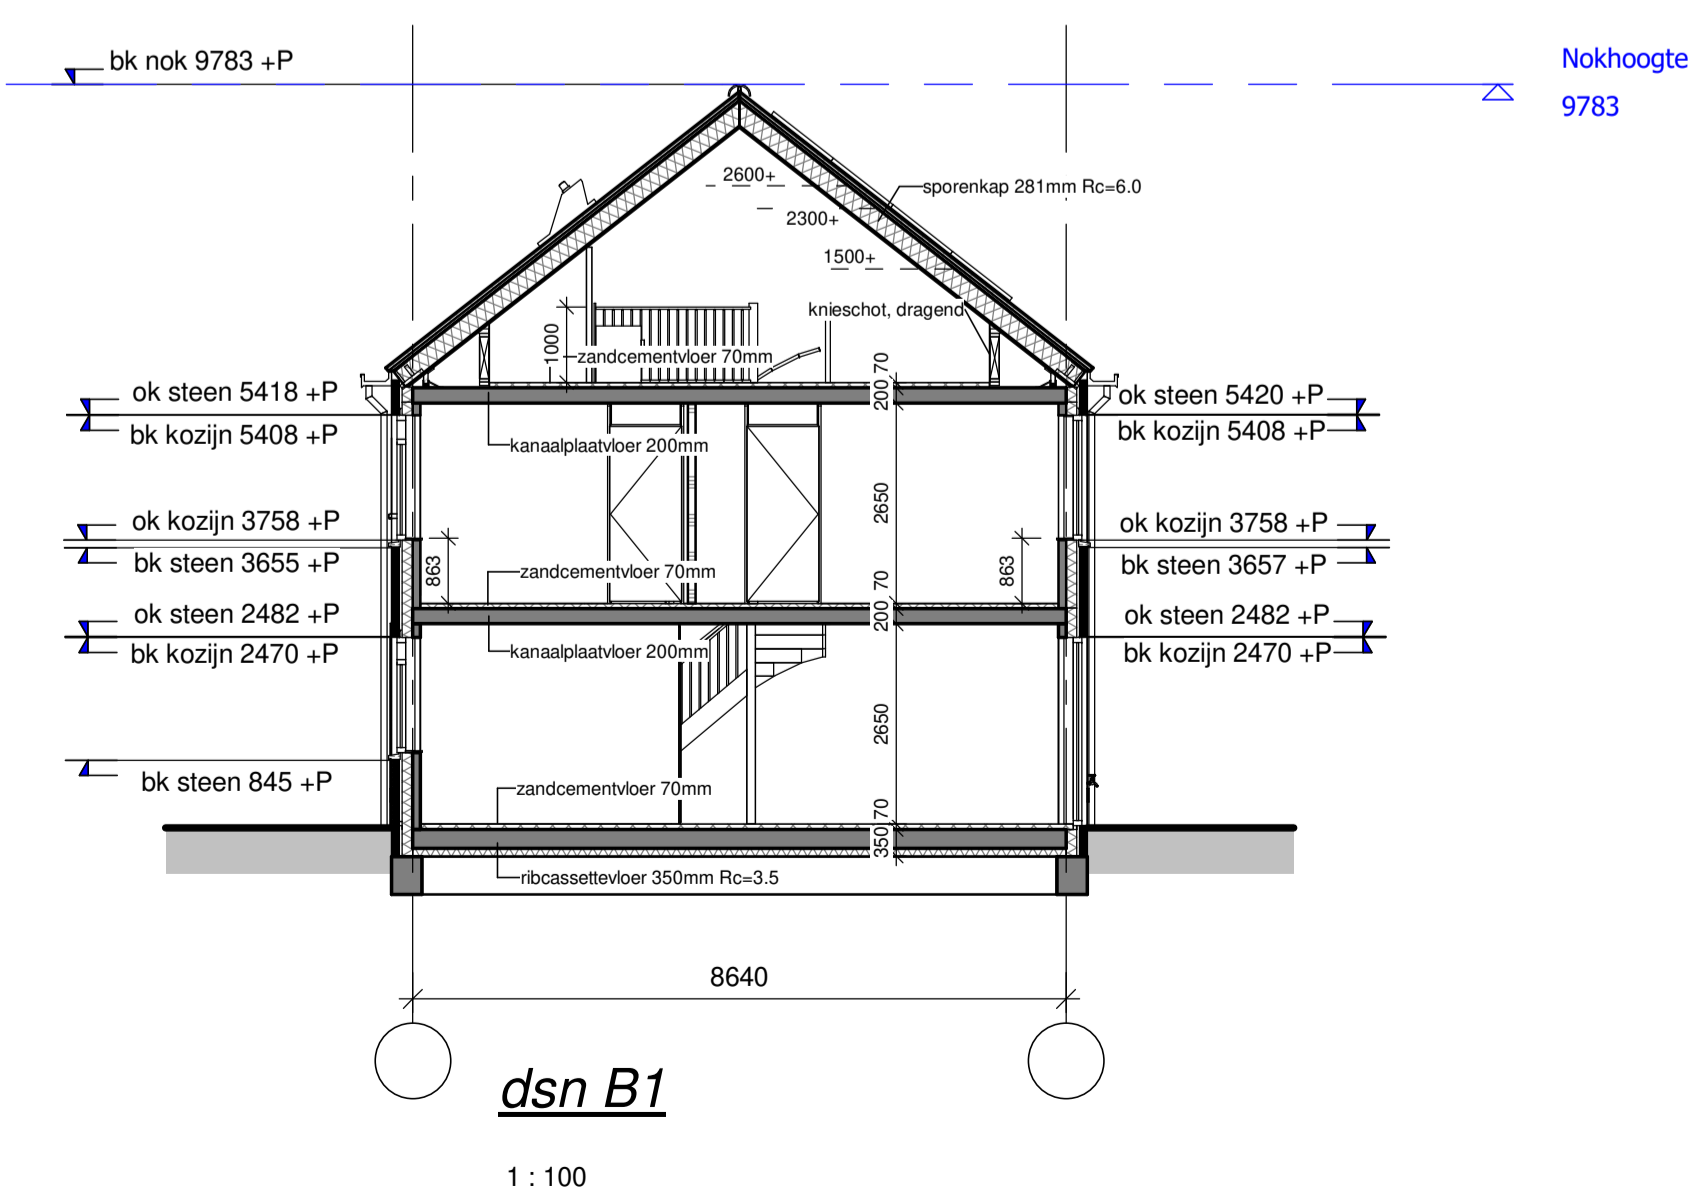 bk nok 9783 +P
Nokhoogte
9783
2600+
sporenkap 281mm Rc=6.0
2300+
1500+
knieschot, dragend
1000
zandcementvloer 70mm
70
200
ok steen 5418 +P
ok steen 5420 +P
bk kozijn 5408 +P
bk kozijn 5408 +P
kanaalplaatvloer 200mm
2650
ok kozijn 3758 +P
ok kozijn 3758 +P
bk steen 3655 +P
bk steen 3657 +P
863
863
zandcementvloer 70mm
70
200
ok steen 2482 +P
ok steen 2482 +P
bk kozijn 2470 +P
bk kozijn 2470 +P
kanaalplaatvloer 200mm
2650
bk steen 845 +P
zandcementvloer 70mm
70
350
ribcassettevloer 350mm Rc=3.5
8640
dsn B1
1 : 100